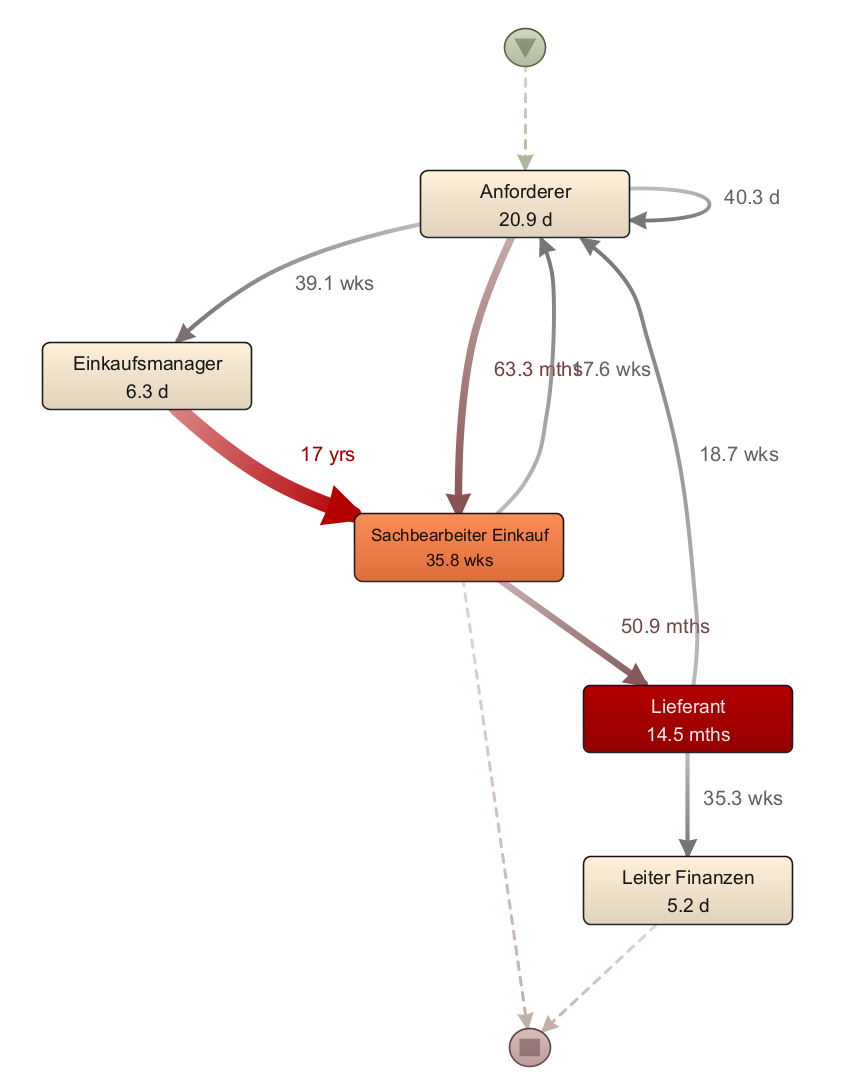 Anforderer
20.9 d
40.3 d
39.1 wks
Einkaufsmanager
6.3 d
63.3 mths
17.6 wks
17 yrs
18.7 wks
Sachbearbeiter Einkauf
35.8 wks
50.9 mths
Lieferant
14.5 mths
35.3 wks
Leiter Finanzen
5.2 d